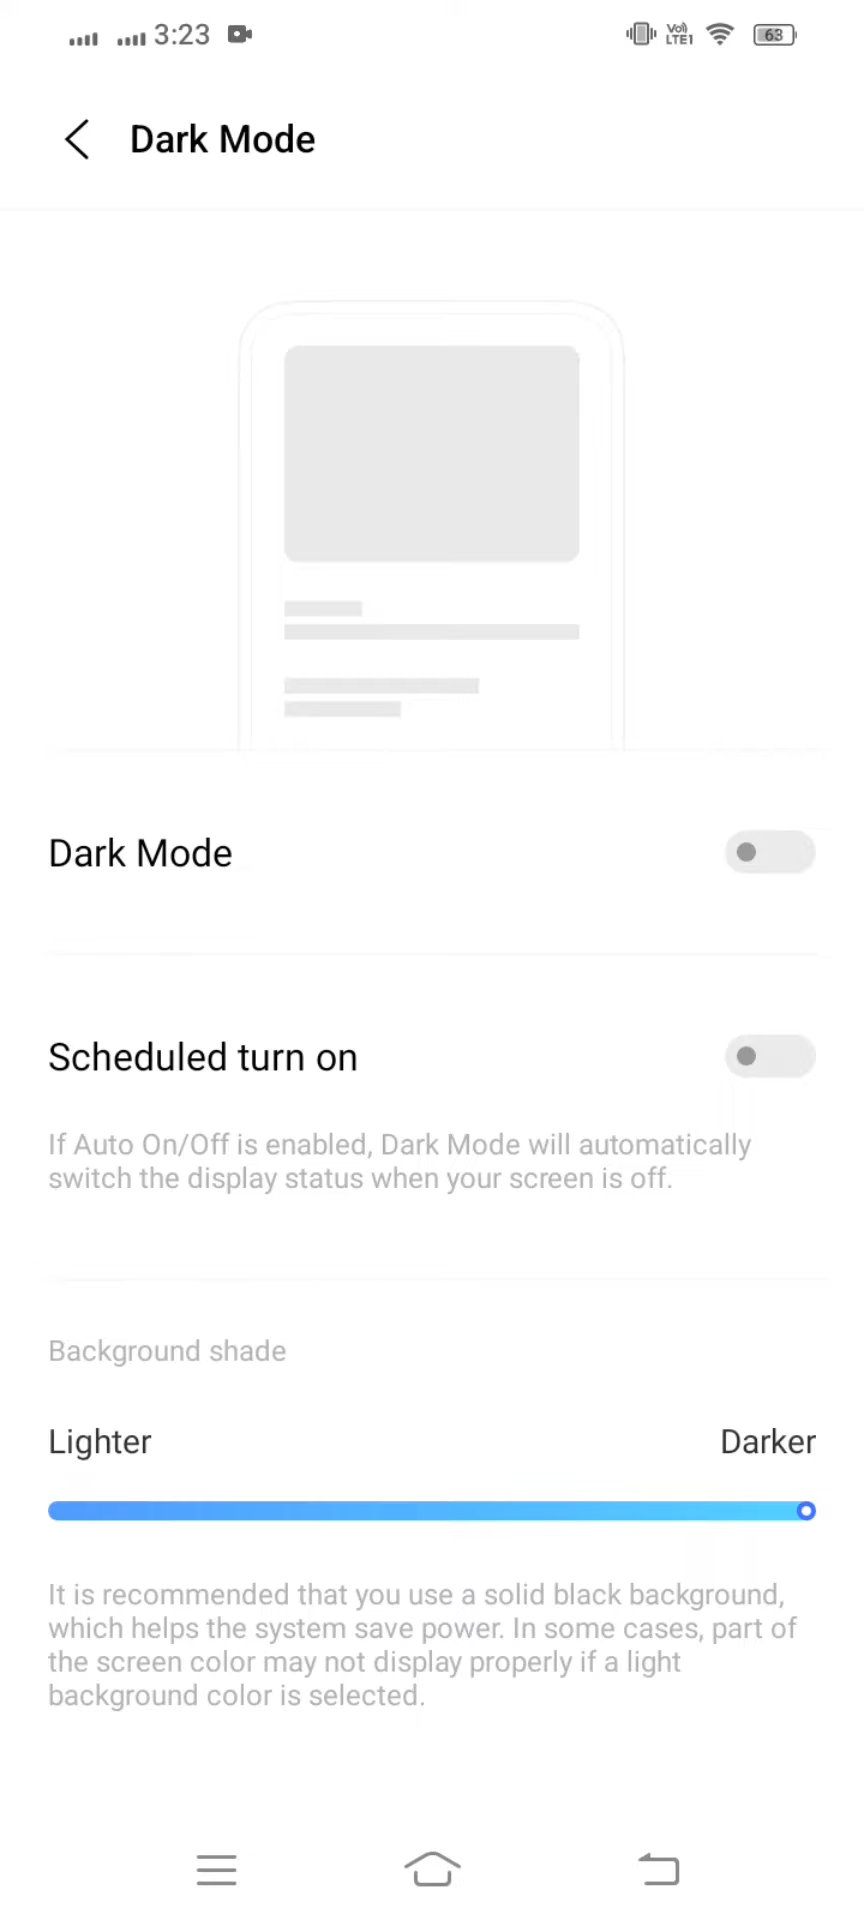 3:23 VoD LTE1 63
Dark Mode
Dark Mode
Scheduled turn on
If Auto On/Off is enabled, Dark Mode will automatically
switch the display status when your screen is off.
Background shade
Lighter Darker
It is recommended that you use a solid black background,
which helps the system save power. In some cases, part of
the screen color may not display properly if a light
background color is selected.